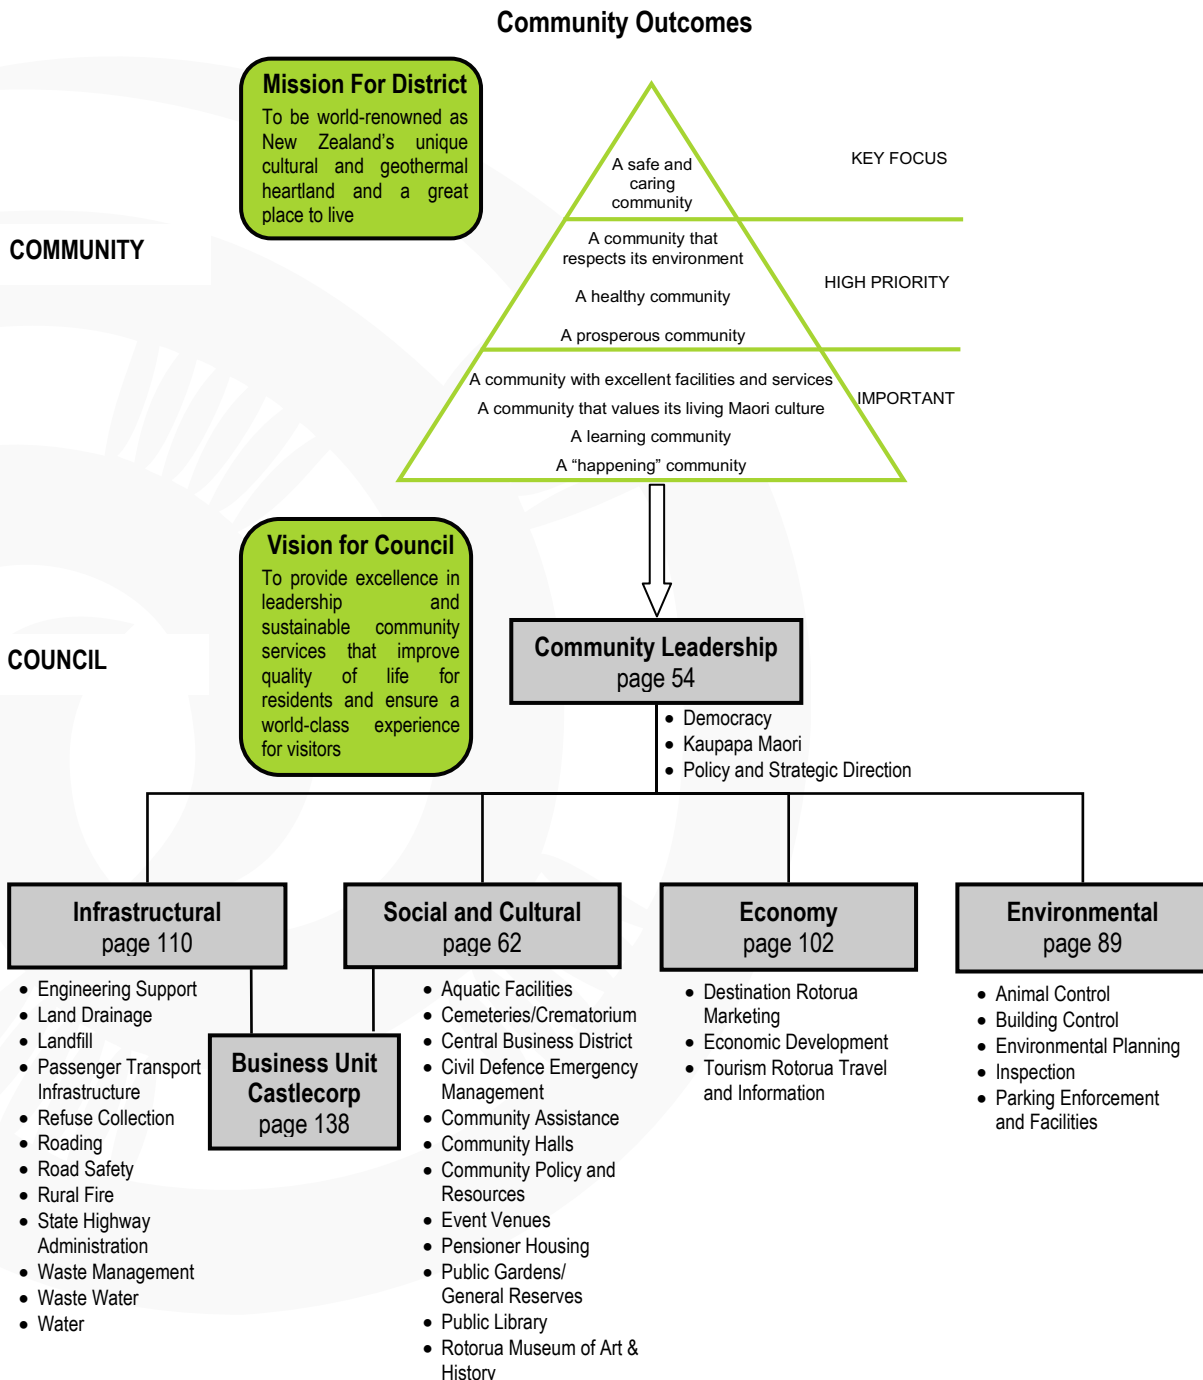 Community Outcomes
Mission For District
To be world-renowned as
New Zealand's unique
cultural and geothermal
heartland and a great
place to live
COMMUNITY
A safe and
caring
community
KEY FOCUS
A community that
respects its environment
A healthy community
A prosperous community
HIGH PRIORITY
A community with excellent facilities and services
A community that values its living Maori culture
A learning community
A “happening” community
IMPORTANT
Vision for Council
To provide excellence in
leadership and
sustainable community
services that improve
quality of life for
residents and ensure a
world-class experience
for visitors
COUNCIL
Community Leadership
page 54
• Democracy
• Kaupapa Maori
• Policy and Strategic Direction
Infrastructural
page 110
• Engineering Support
• Land Drainage
• Landfill
• Passenger Transport
Infrastructure
• Refuse Collection
• Roading
• Road Safety
• Rural Fire
• State Highway
Administration
• Waste Management
• Waste Water
• Water
Business Unit
Castlecorp
page 138
Social and Cultural
page 62
• Aquatic Facilities
• Cemeteries/Crematorium
• Central Business District
• Civil Defence Emergency
Management
• Community Assistance
• Community Halls
• Community Policy and
Resources
• Event Venues
• Pensioner Housing
• Public Gardens/
General Reserves
• Public Library
• Rotorua Museum of Art &
History
Economy
page 102
• Destination Rotorua
Marketing
• Economic Development
• Tourism Rotorua Travel
and Information
Environmental
page 89
• Animal Control
• Building Control
• Environmental Planning
• Inspection
• Parking Enforcement
and Facilities